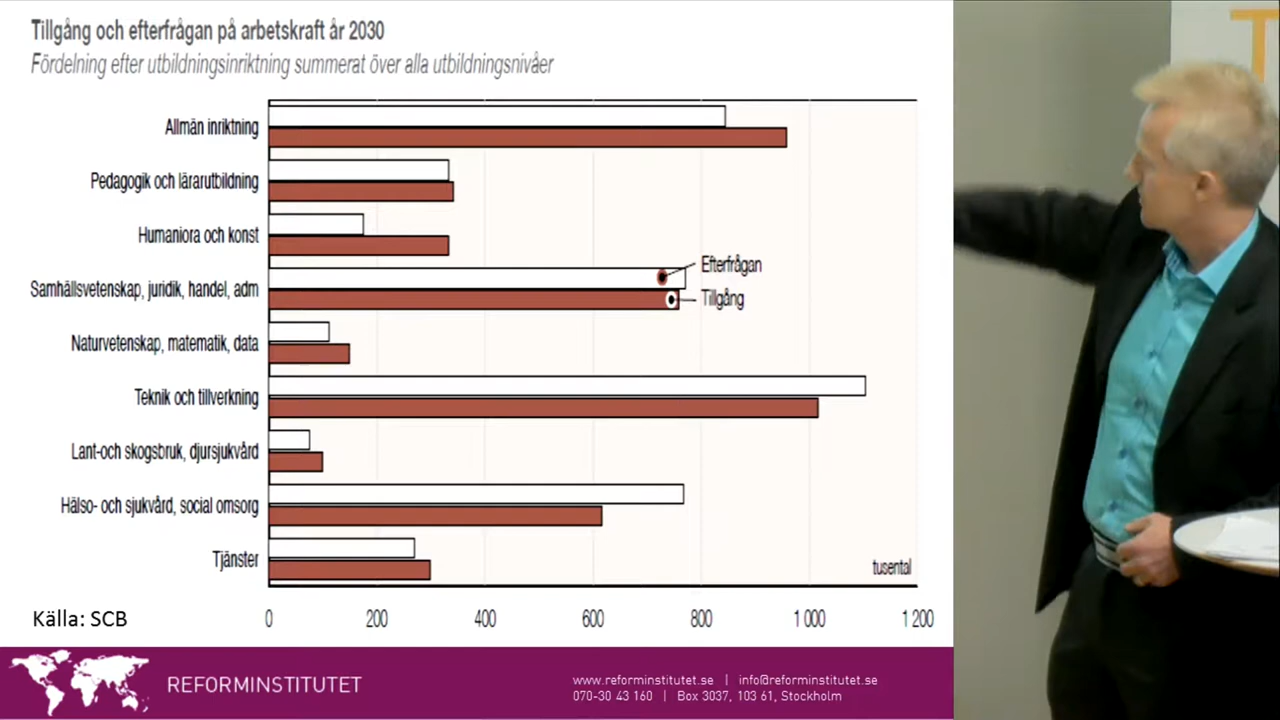 Tillgång och efterfrågan på arbetskraft år 2030
Fördelning efter utbildningsinriktning summerat över alla utbildningsnivåer
Allmän inriktning
Pedagogik och lärarutbildning
Humaniora och konst
Samhällsvetenskap, juridik, handel, adm
Efterfrågan
Tillgång
Naturvetenskap, matematik, data
Teknik och tillverkning
Lant-och skogsbruk, djursjukvård
Hälso- och sjukvård, social omsorg
Tjänster
tusental
0 200 400 600 800 1 000 1 200
Källa: SCB
REFORMINSTITUTET
www.reforminstitutet.se | info@reforminstitutet.se
070-30 43 160 | Box 3037, 103 61, Stockholm